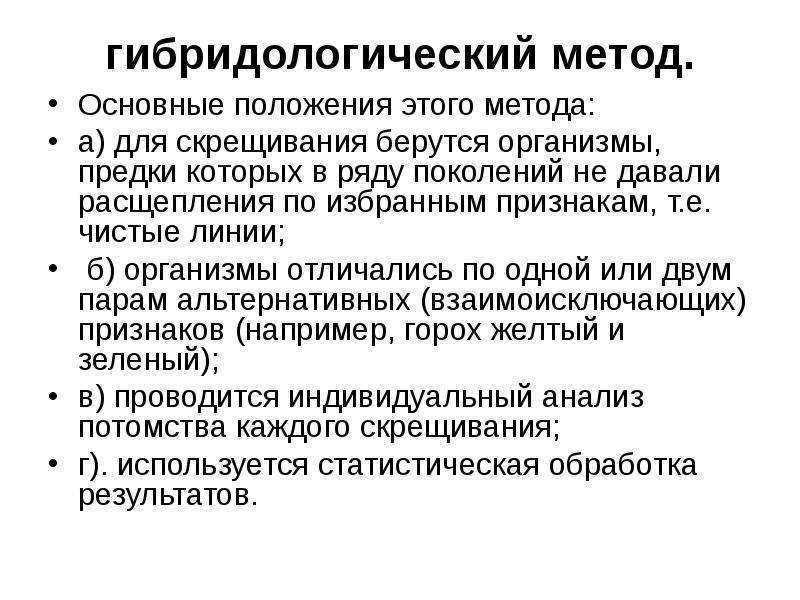 гибридологический метод.
• Основные положения этого метода:
• а) для скрещивания берутся организмы,
предки которых в ряду поколений не давали
расщепления по избранным признакам, т.е.
чистые линии;
• б) организмы отличались по одной или двум
парам альтернативных (взаимоисключающих)
признаков (например, горох желтый и
зеленый);
• в) проводится индивидуальный анализ
потомства каждого скрещивания;
• г). используется статистическая обработка
результатов.